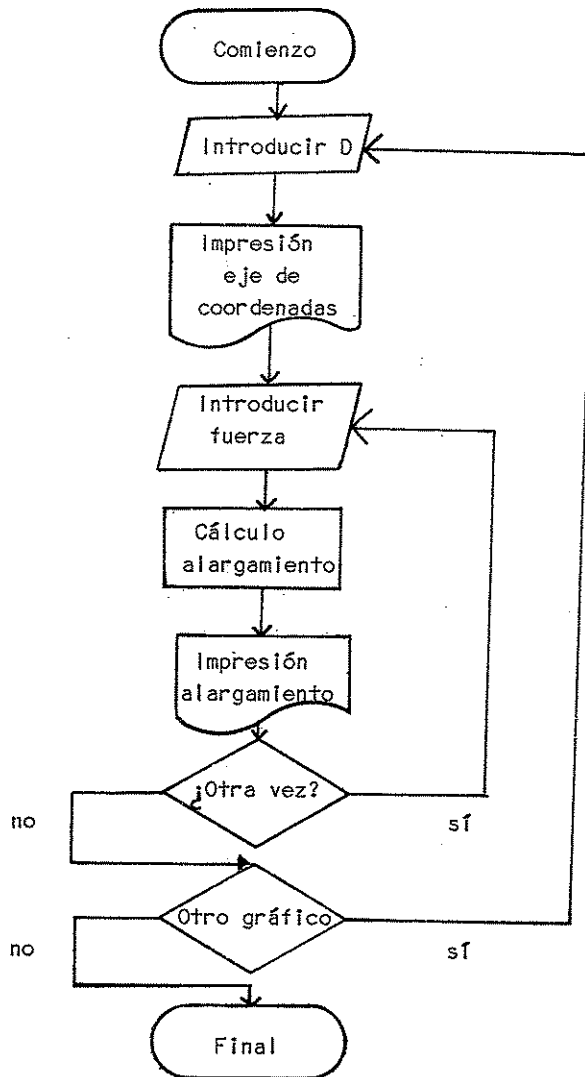 Comienzo
Introducir D
Impresión
eje de
coordenadas
Introducir
fuerza
Cálculo
alargamiento
Impresión
alargamiento
¿Otra vez?
no
sí
Otro gráfico
no
sí
Final